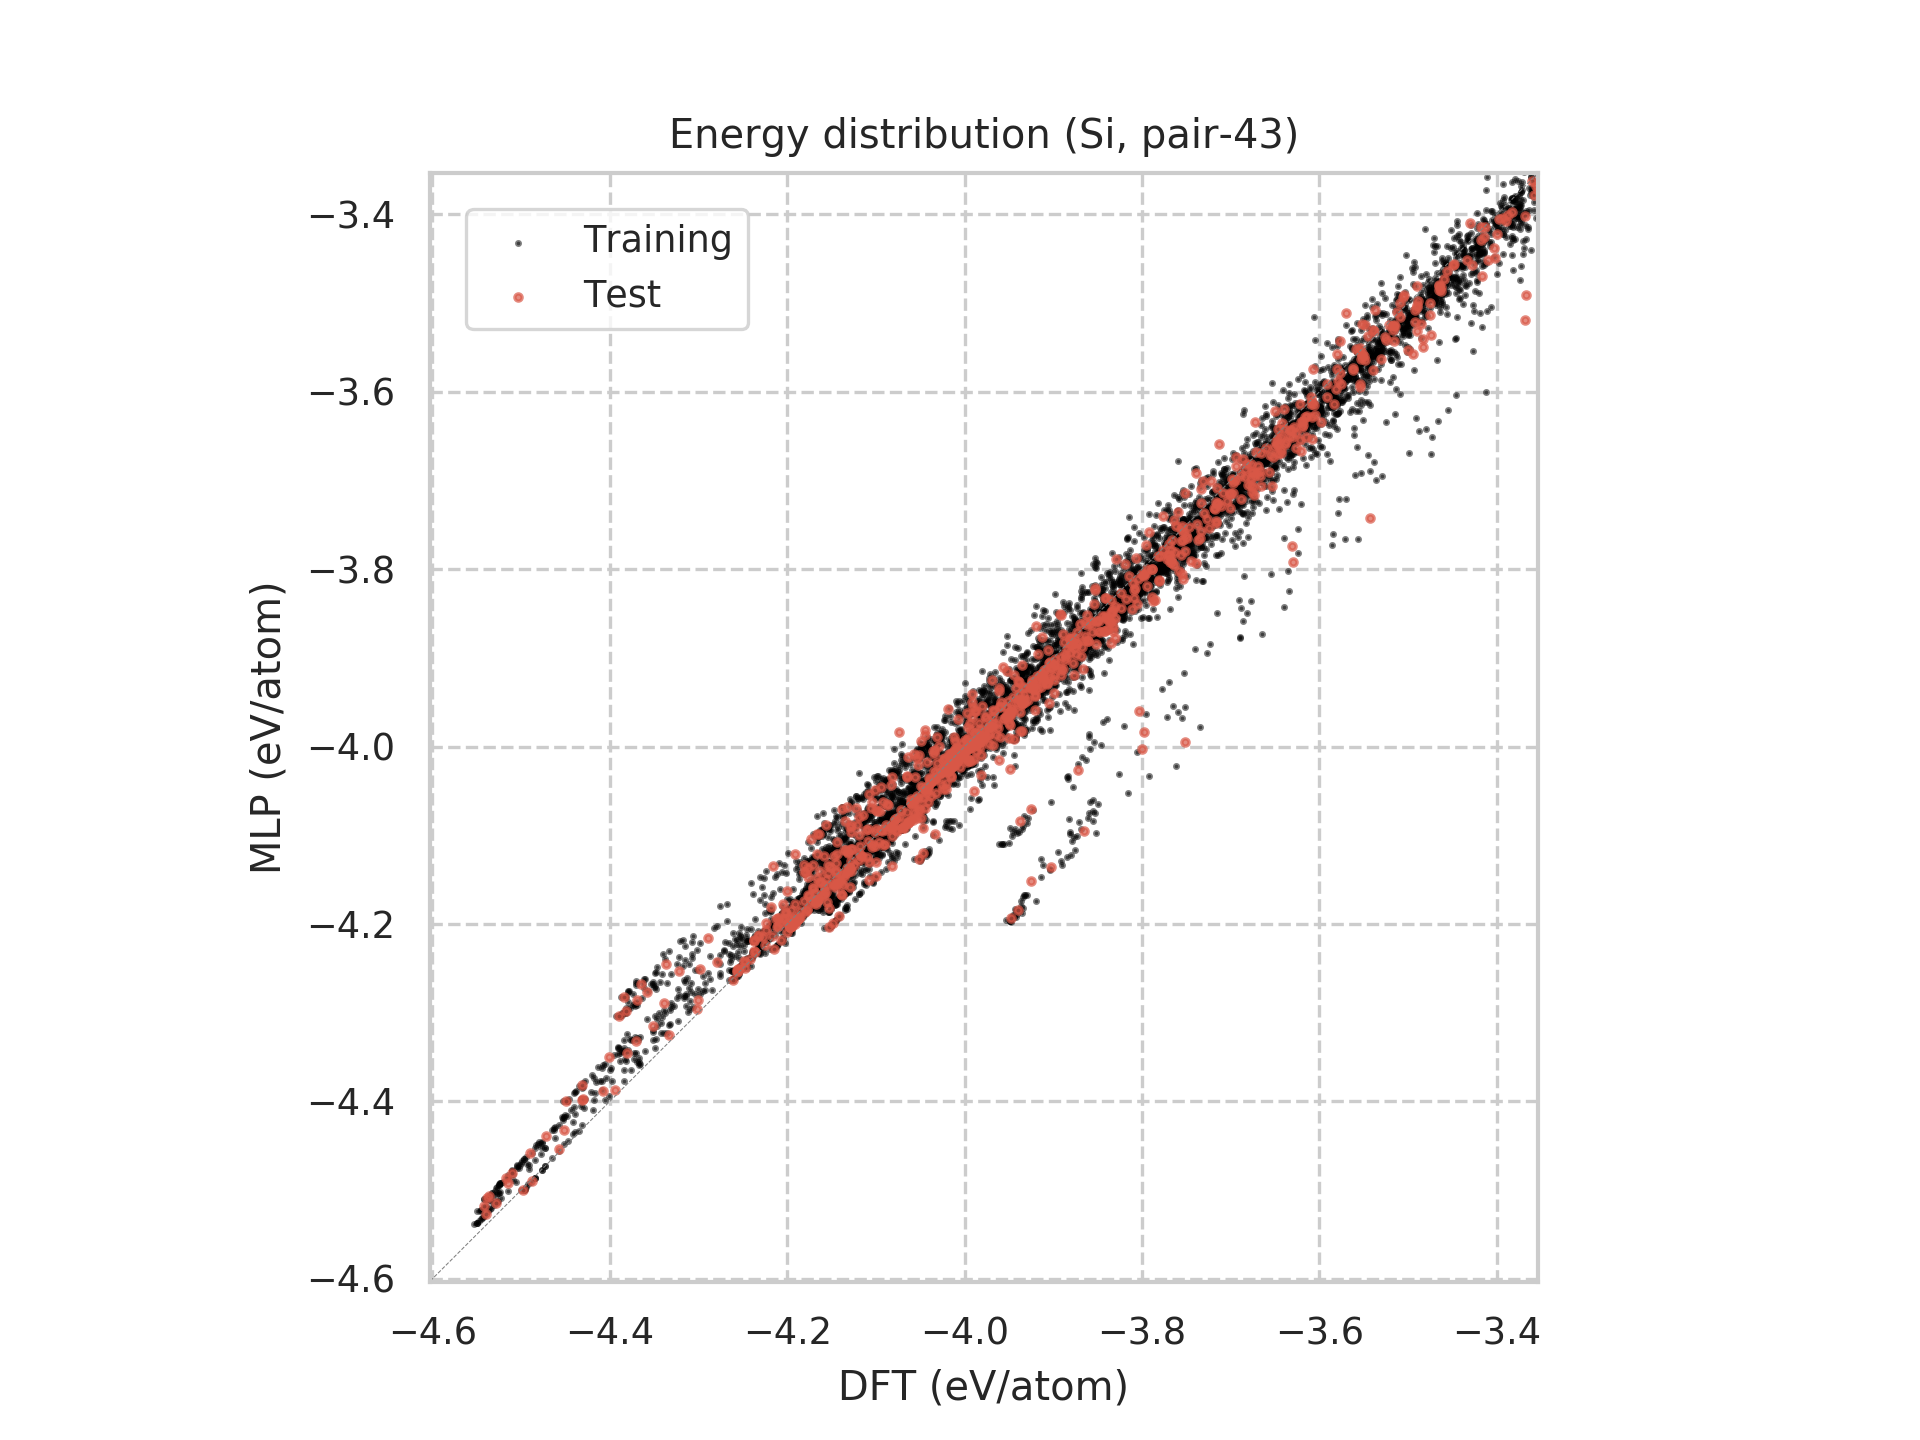 Energy distribution (Si, pair-43)
−3.4
−3.6
−3.8
−4.0
−4.2
−4.4
−4.6
MLP (eV/atom)
Training
Test
−4.6 −4.4 −4.2 −4.0 −3.8 −3.6 −3.4
DFT (eV/atom)